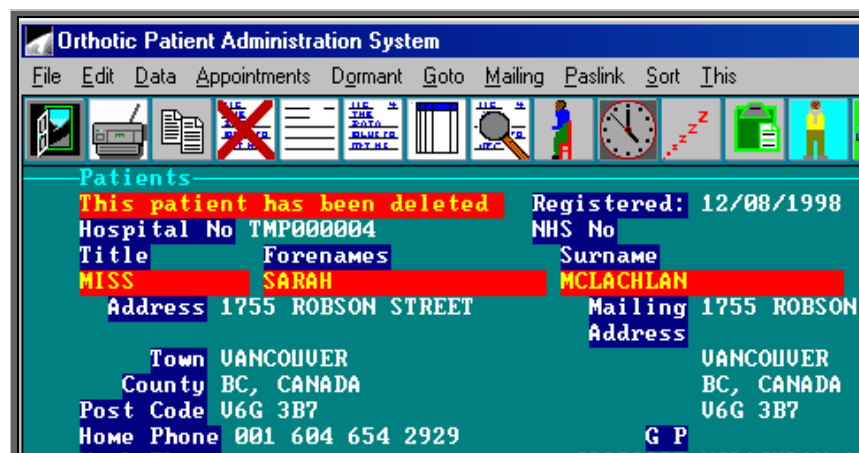 Orthotic Patient Administration System
File Edit Data Appointments Dormant Goto Mailing Paslink Sort This
Patients
This patient has been deleted Registered: 12/08/1998
Hospital No TMP000004 NHS No
Title Forenames Surname
MISS SARAH MCLACHLAN
Address 1755 ROBSON STREET Mailing 1755 ROBSON
Address
Town VANCOUVER VANCOUVER
County BC, CANADA BC, CANADA
Post Code V6G 3B7 V6G 3B7
Home Phone 001 604 654 2929 G P